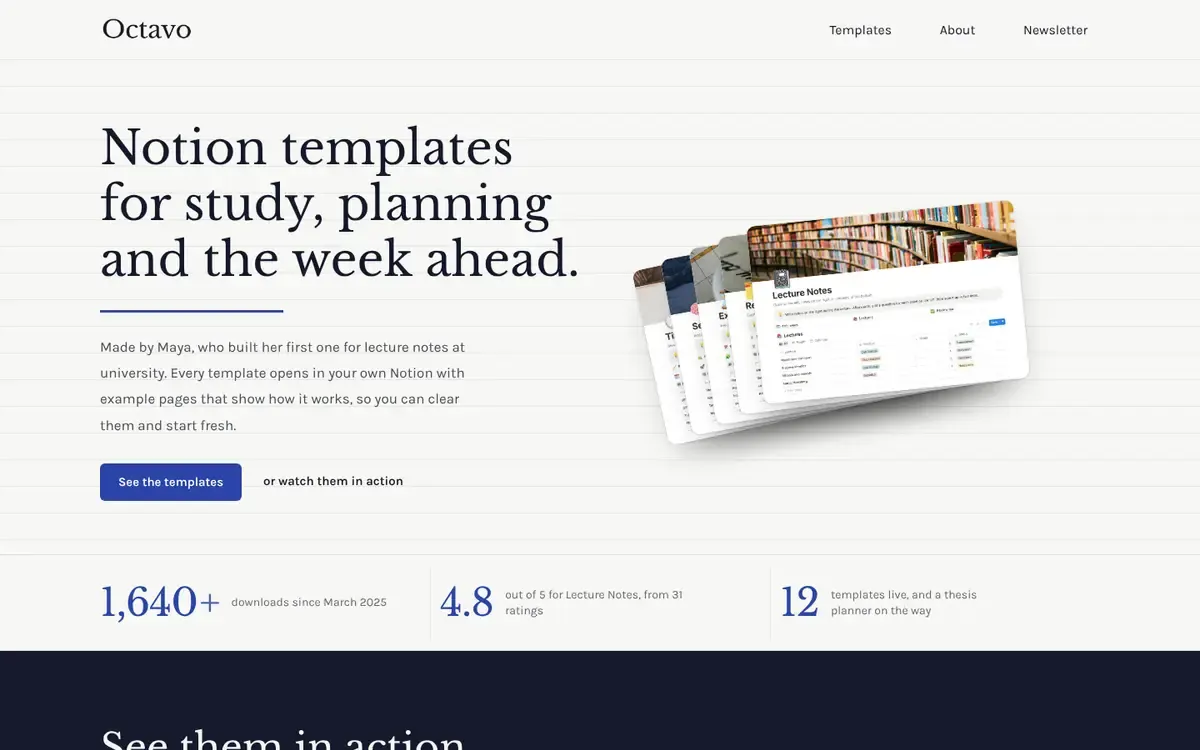 Octavo
Templates
About
Newsletter
Notion templates
for study, planning
and the week ahead.
Made by Maya, who built her first one for lecture notes at
university. Every template opens in your own Notion with
example pages that show how it works, so you can clear
them and start fresh.
See the templates
or watch them in action
Lecture Notes
Lectures
1,640+
downloads since March 2025
4.8
out of 5 for Lecture Notes, from 31
ratings
12
templates live, and a thesis
planner on the way
See them in action